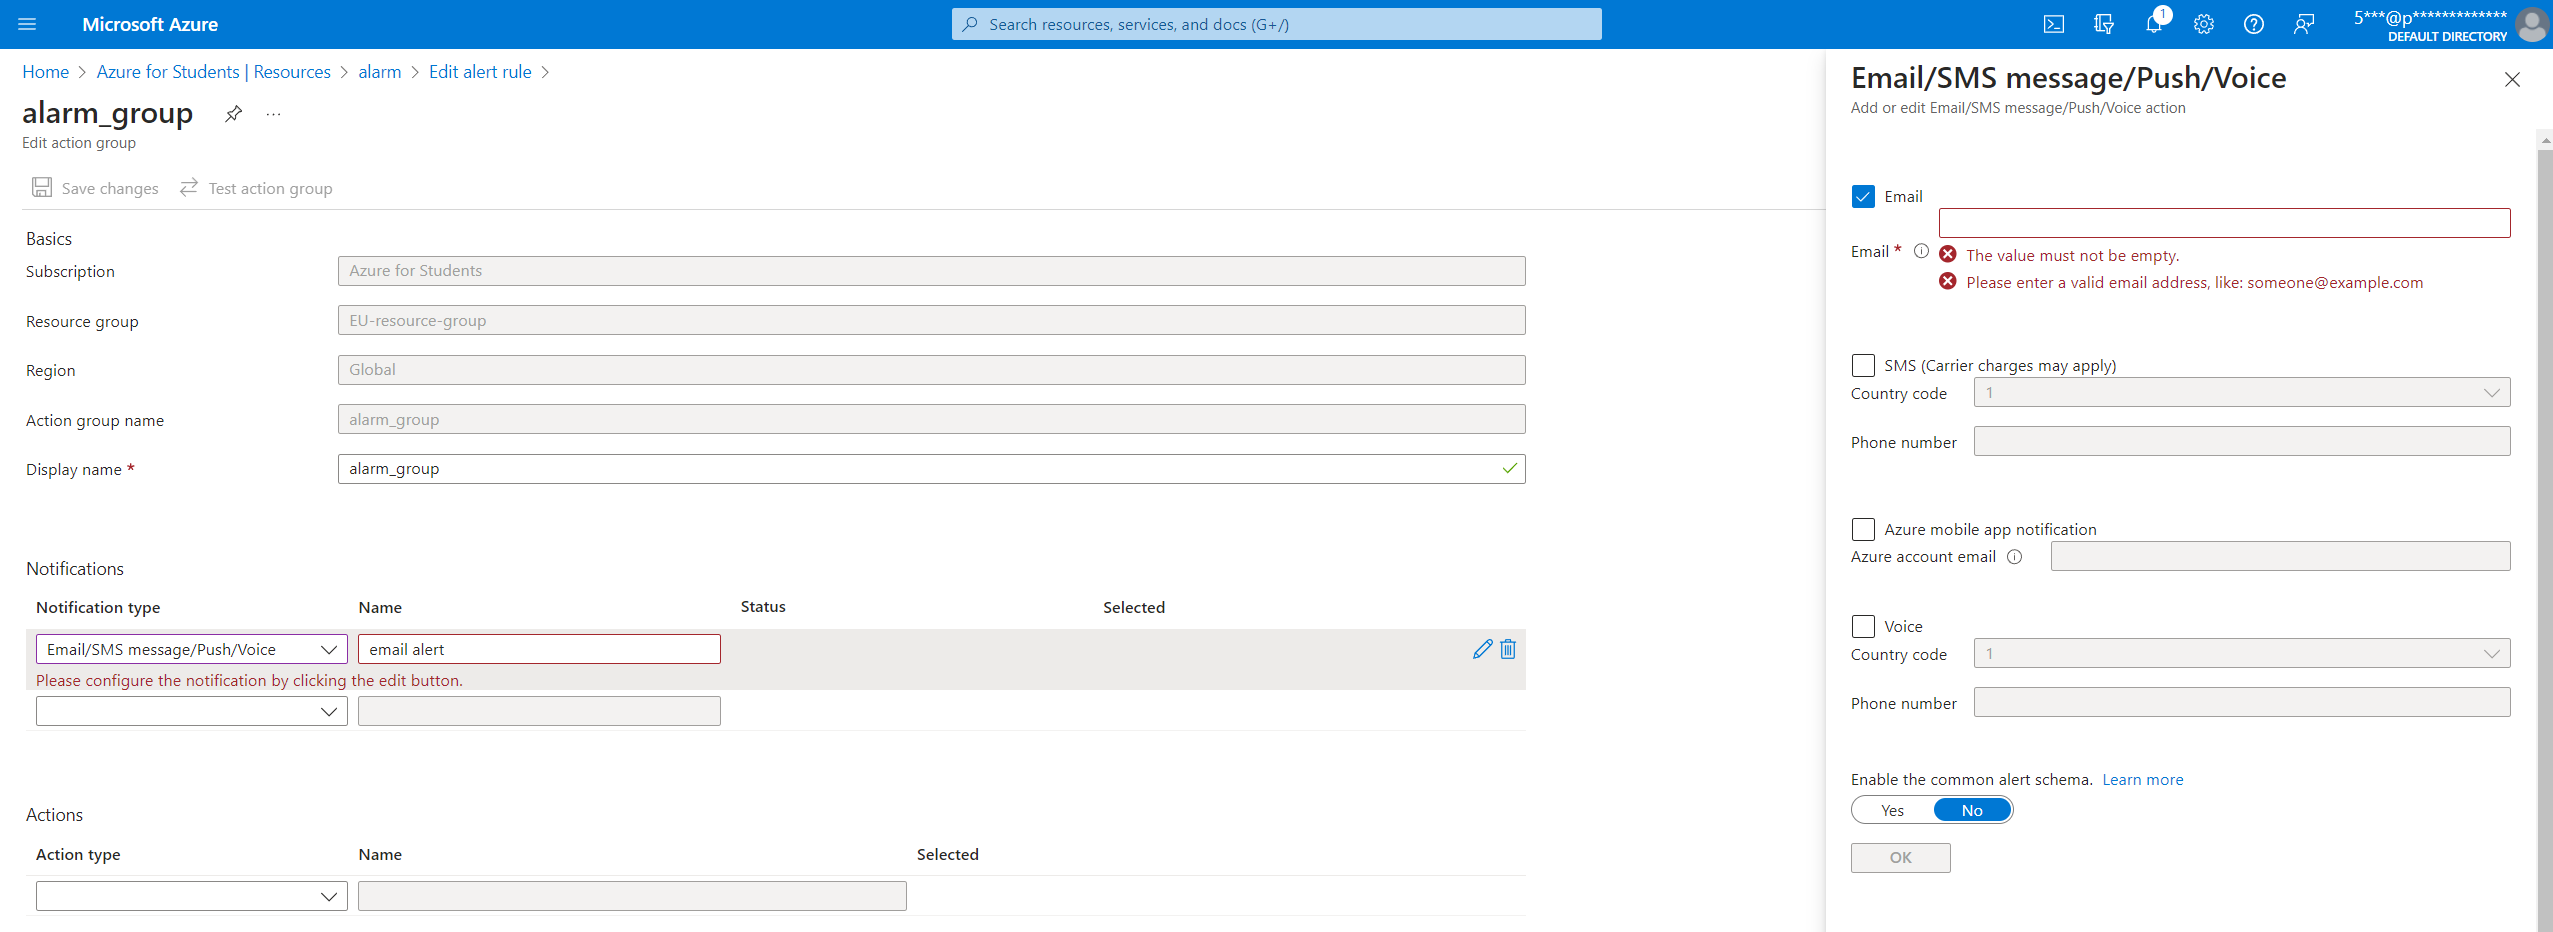 Microsoft Azure
Search resources, services, and docs (G+/)
1
5***@p*************
DEFAULT DIRECTORY
Home > Azure for Students | Resources > alarm > Edit alert rule >
alarm_group
...
Edit action group
Save changes
Test action group
Basics
Subscription
Azure for Students
Resource group
EU-resource-group
Region
Global
Action group name
alarm_group
Display name *
alarm_group
Notifications
Notification type
Name
Status
Selected
Email/SMS message/Push/Voice
email alert
Please configure the notification by clicking the edit button.
Actions
Action type
Name
Selected
Email/SMS message/Push/Voice
Add or edit Email/SMS message/Push/Voice action
Email
Email *
The value must not be empty.
Please enter a valid email address, like: someone@example.com
SMS (Carrier charges may apply)
Country code
1
Phone number
Azure mobile app notification
Azure account email
Voice
Country code
1
Phone number
Enable the common alert schema. Learn more
Yes
No
OK